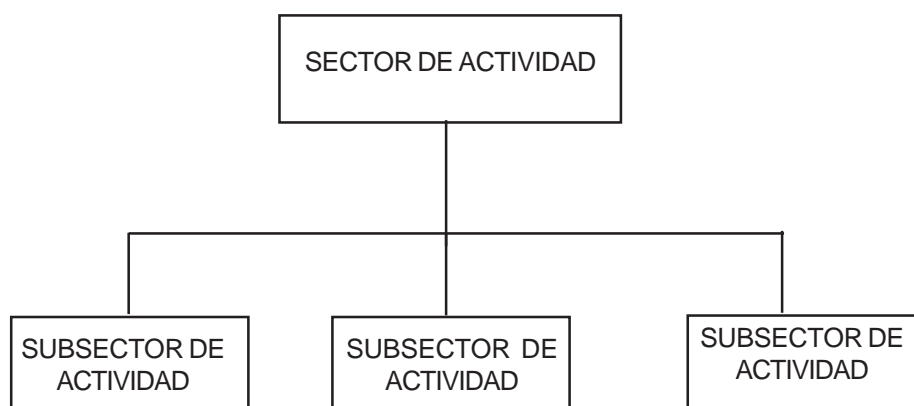 SECTOR DE ACTIVIDAD
SUBSECTOR DE
ACTIVIDAD
SUBSECTOR DE
ACTIVIDAD
SUBSECTOR DE
ACTIVIDAD